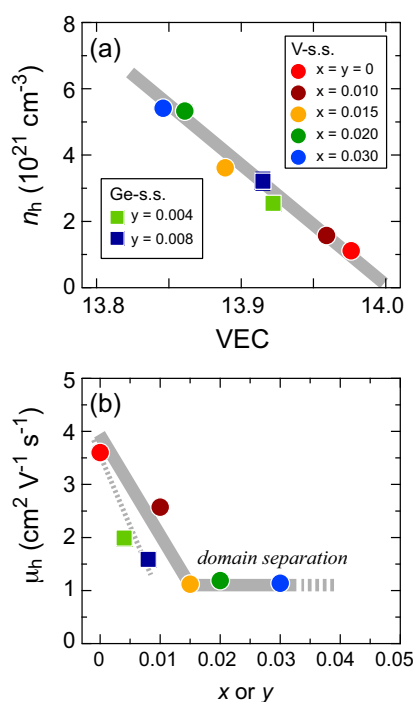 (a)
V-s.s.
x = y = 0
x = 0.010
x = 0.015
x = 0.020
x = 0.030
Ge-s.s.
y = 0.004
y = 0.008
8
6
4
2
0
n_h (10^21 cm^-3)
13.8
13.9
14.0
VEC
(b)
domain separation
5
4
3
2
1
0
μ_h (cm^2 V^-1 s^-1)
0
0.01
0.02
0.03
0.04
0.05
x or y